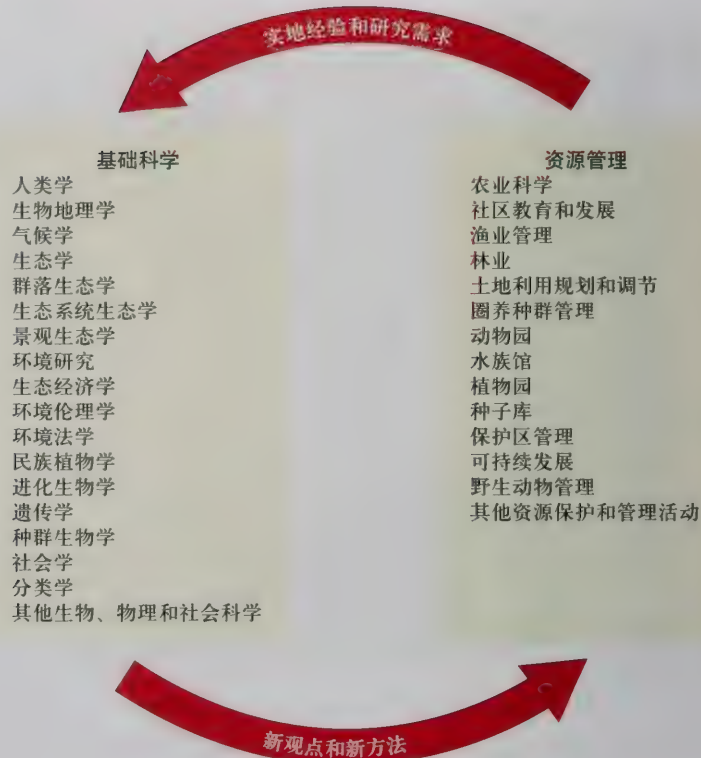 实地经验和研究需求
基础科学
人类学
生物地理学
气候学
生态学
群落生态学
生态系统生态学
景观生态学
环境研究
生态经济学
环境伦理学
环境法学
民族植物学
进化生物学
遗传学
种群生物学
社会学
分类学
其他生物、物理和社会科学
资源管理
农业科学
社区教育和发展
渔业管理
林业
土地利用规划和调节
圈养种群管理
动物园
水族馆
植物园
种子库
保护区管理
可持续发展
野生动物管理
其他资源保护和管理活动
新观点和新方法